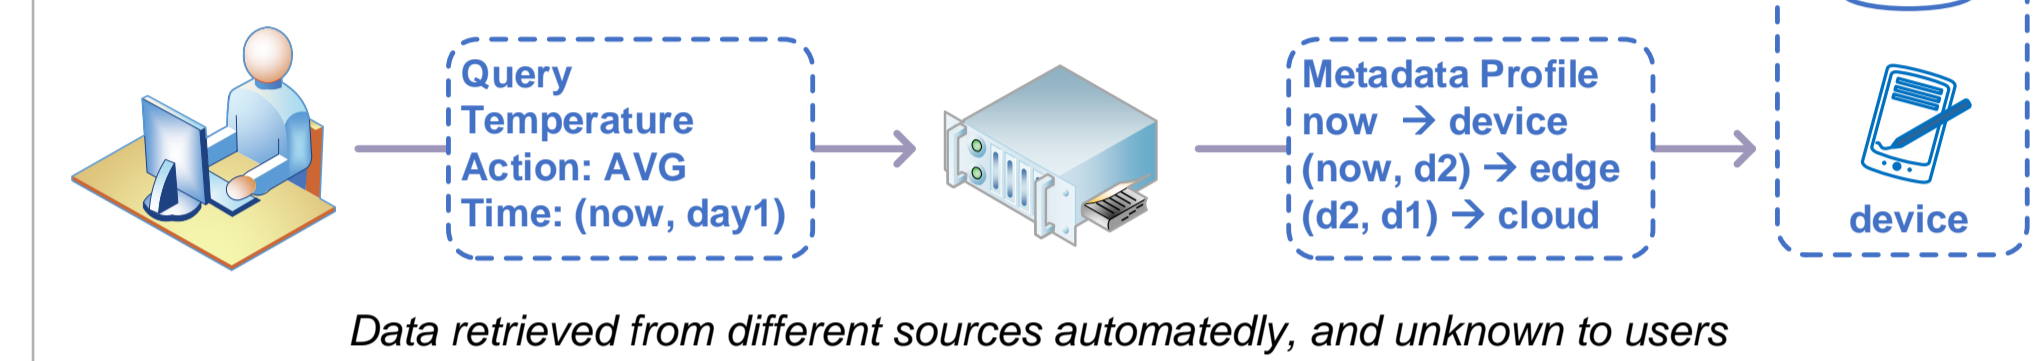 Query
Temperature
Action: AVG
Time: (now, day1)
Metadata Profile
now → device
(now, d2) → edge
(d2, d1) → cloud
device
Data retrieved from different sources automatedly, and unknown to users